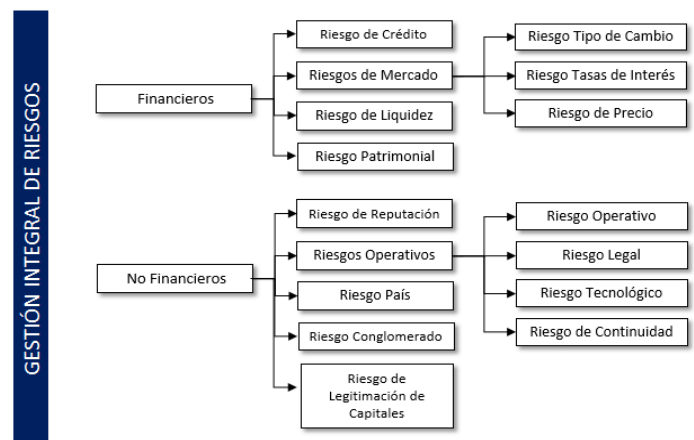 GESTIÓN INTEGRAL DE RIESGOS
Financieros
Riesgo de Crédito
Riesgos de Mercado
Riesgo de Liquidez
Riesgo Patrimonial
Riesgo Tipo de Cambio
Riesgo Tasas de Interés
Riesgo de Precio
No Financieros
Riesgo de Reputación
Riesgos Operativos
Riesgo País
Riesgo Conglomerado
Riesgo de
Legitimación de
Capitales
Riesgo Operativo
Riesgo Legal
Riesgo Tecnológico
Riesgo de Continuidad